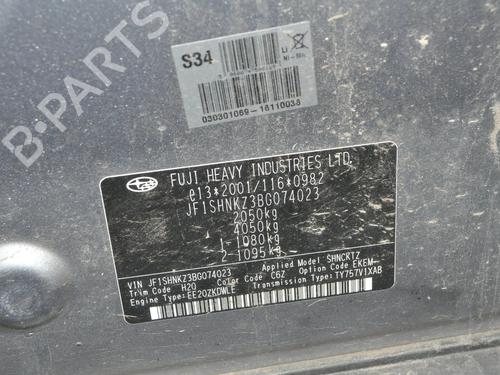 S34
Li
Ni-Mh
030301069-16110038
B-PARTS
FUJI HEAVY INDUSTRIES LTD.
e13*2001/116*0982
JF1SHNKZ3BG074023
2050kg
4050kg
1- 1080kg
2- 1095kg
VIN JF1SHNKZ3BG074023 Applied Model SHNCKTZ
Trim Code H20 Color Code C6Z Option Code EKEM-
Engine Type: EE20ZKDWLE Transmission Type: TY757V1XAB